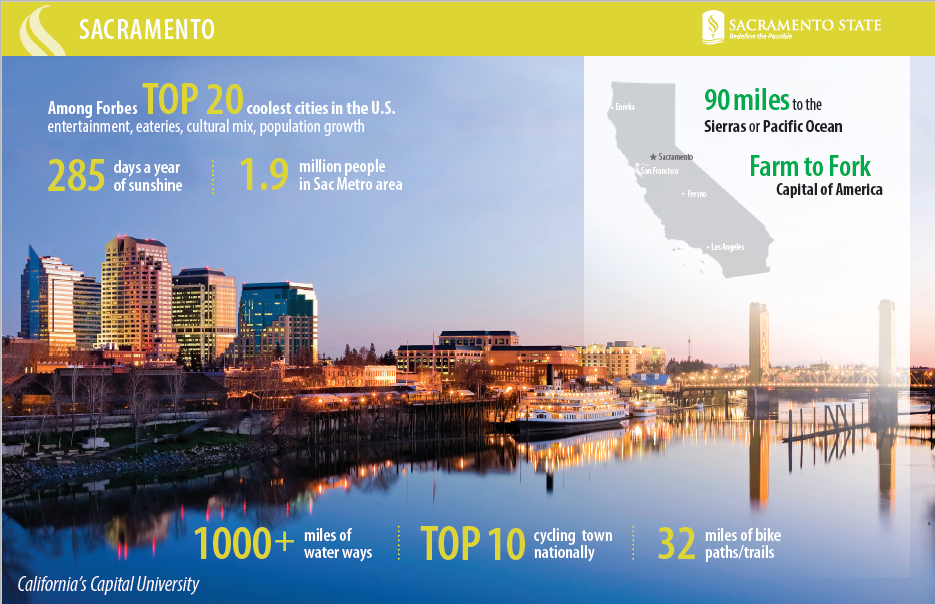 SACRAMENTO
SACRAMENTO STATE
Redefine the Possible
Among Forbes TOP 20 coolest cities in the U.S.
entertainment, eateries, cultural mix, population growth
285 days a year
of sunshine
1.9 million people
in Sac Metro area
Eureka
Sacramento
San Francisco
Fresno
Los Angeles
90 miles to the
Sierras or Pacific Ocean
Farm to Fork
Capital of America
1000+ miles of
water ways
TOP 10 cycling town
nationally
32 miles of bike
paths/trails
California's Capital University